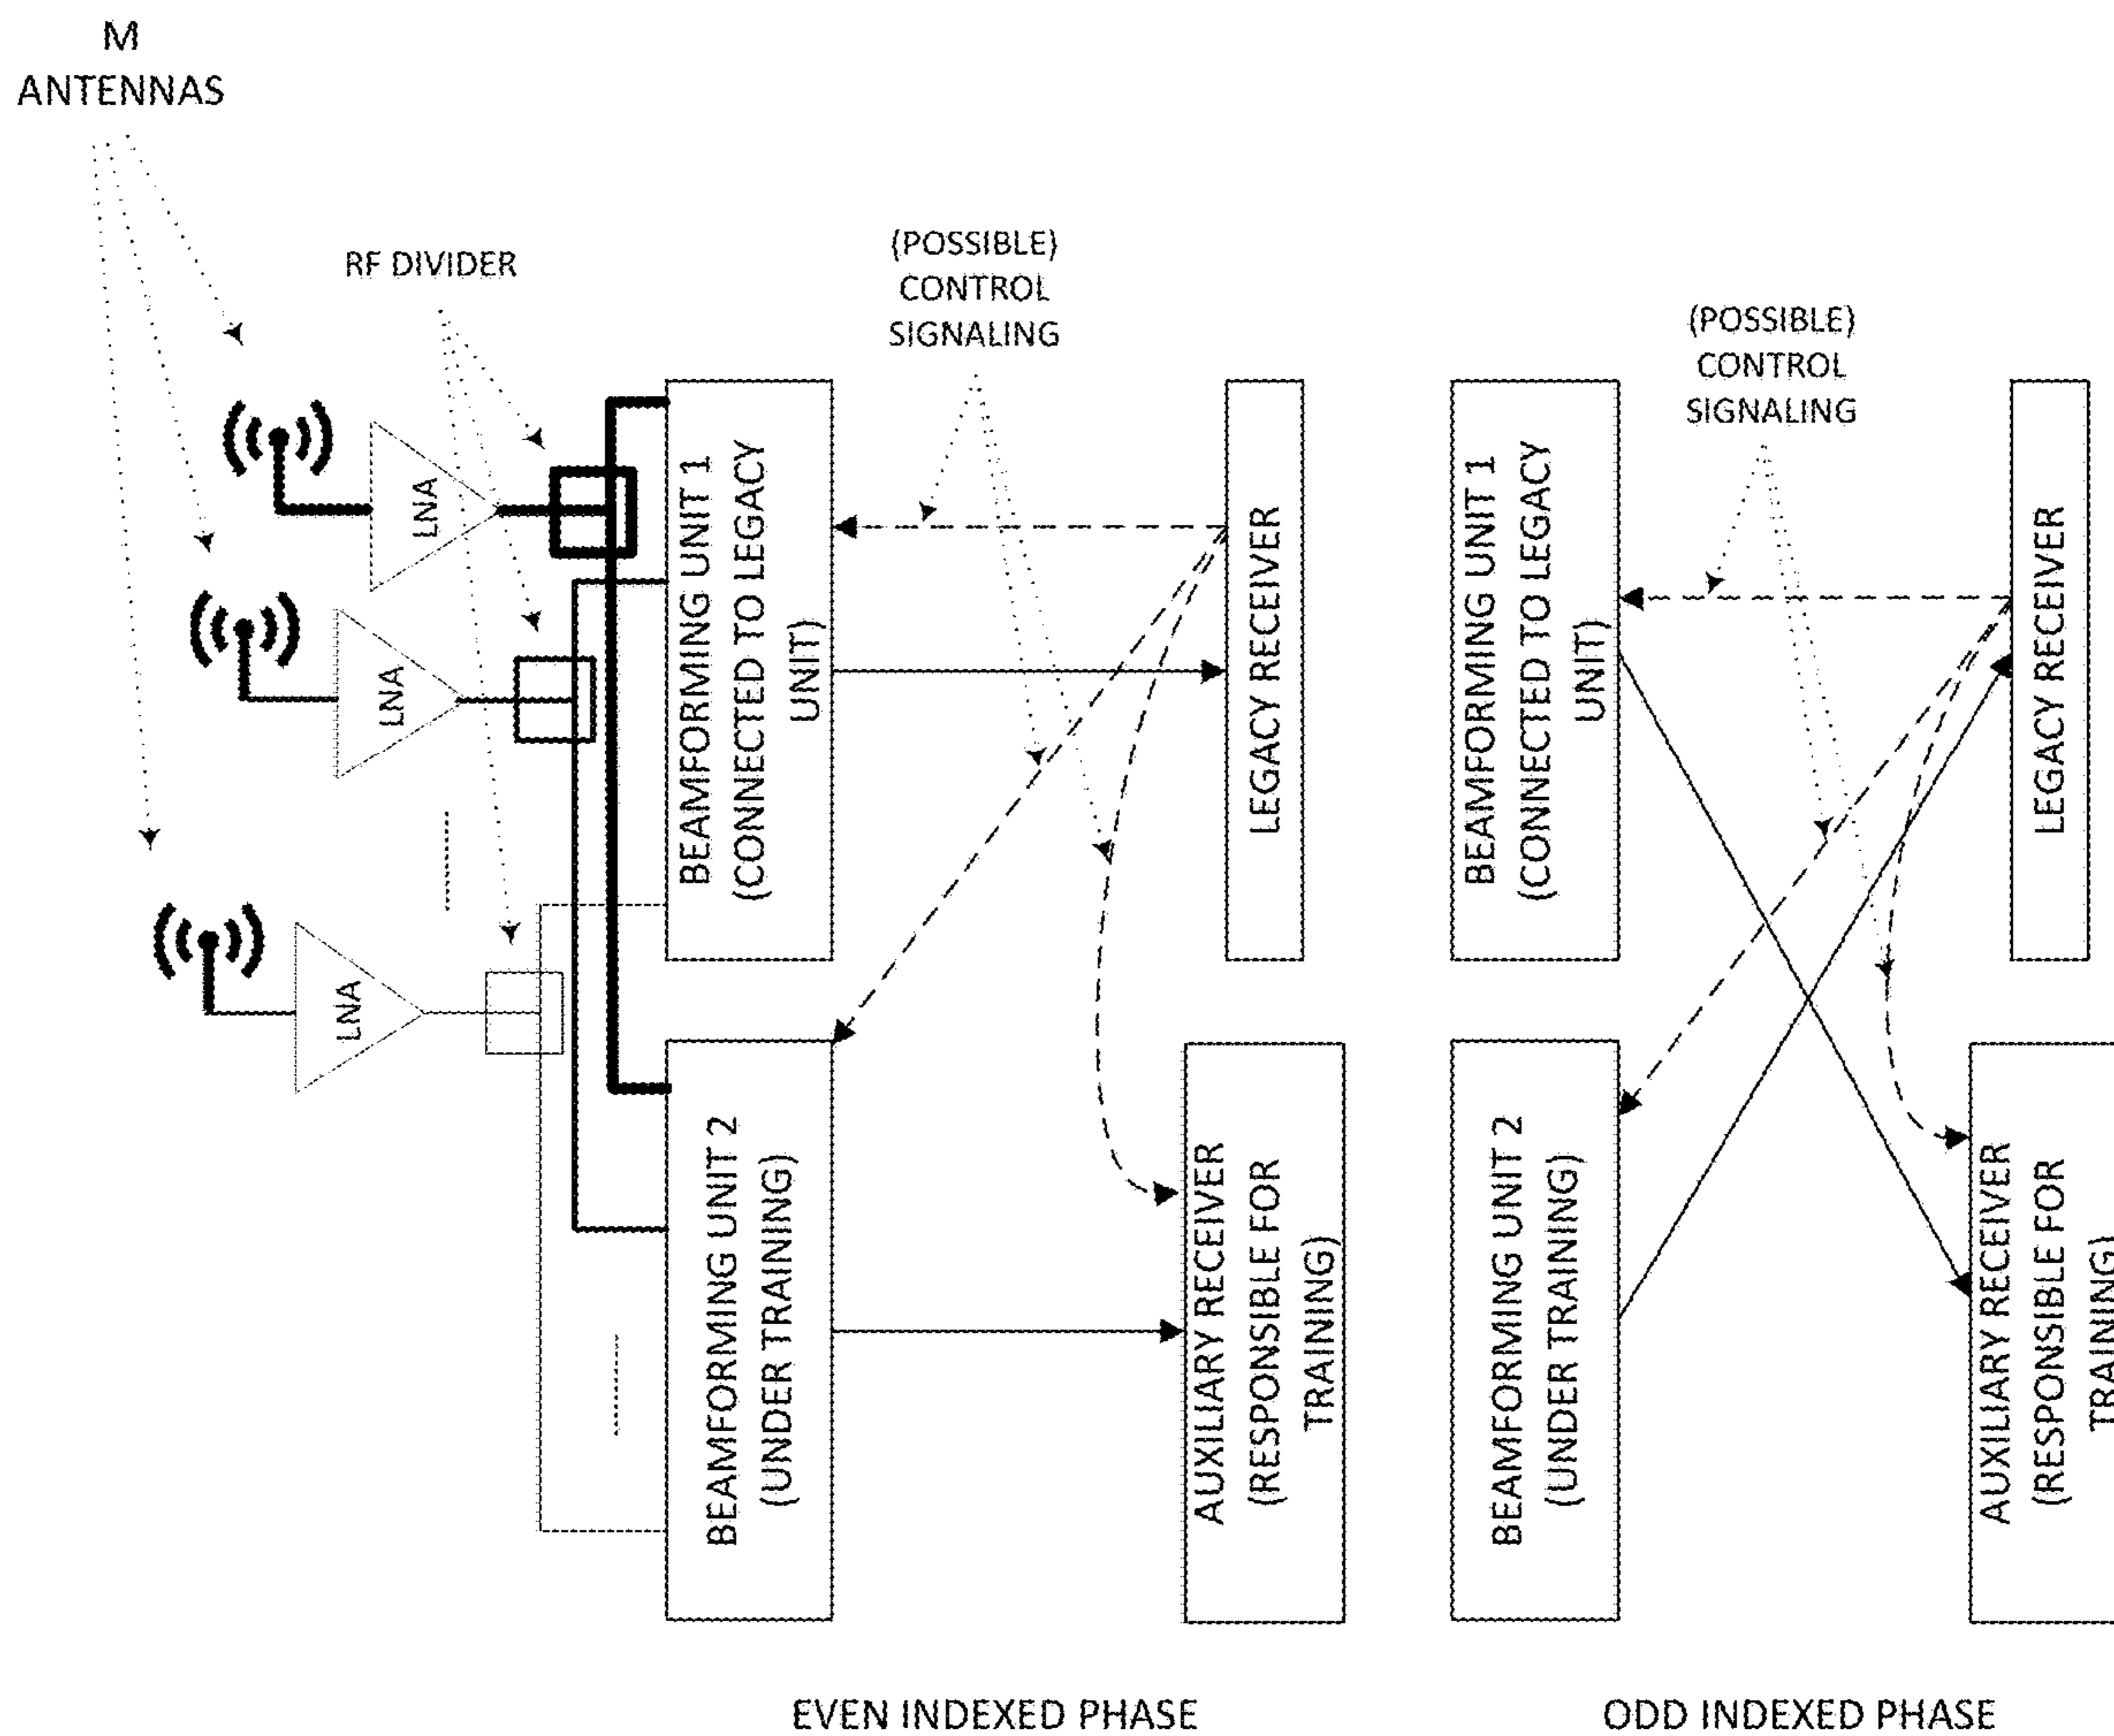 M
ANTENNAS
RF DIVIDER
(POSSIBLE)
CONTROL
SIGNALING
(POSSIBLE)
CONTROL
SIGNALING
LNA
LNA
LNA
BEAMFORMING UNIT 1
(CONNECTED TO LEGACY
UNIT)
LEGACY RECEIVER
BEAMFORMING UNIT 2
(UNDER TRAINING)
AUXILIARY RECEIVER
(RESPONSIBLE FOR
TRAINING)
BEAMFORMING UNIT 1
(CONNECTED TO LEGACY
UNIT)
LEGACY RECEIVER
BEAMFORMING UNIT 2
(UNDER TRAINING)
AUXILIARY RECEIVER
(RESPONSIBLE FOR
TRAINING)
EVEN INDEXED PHASE
ODD INDEXED PHASE